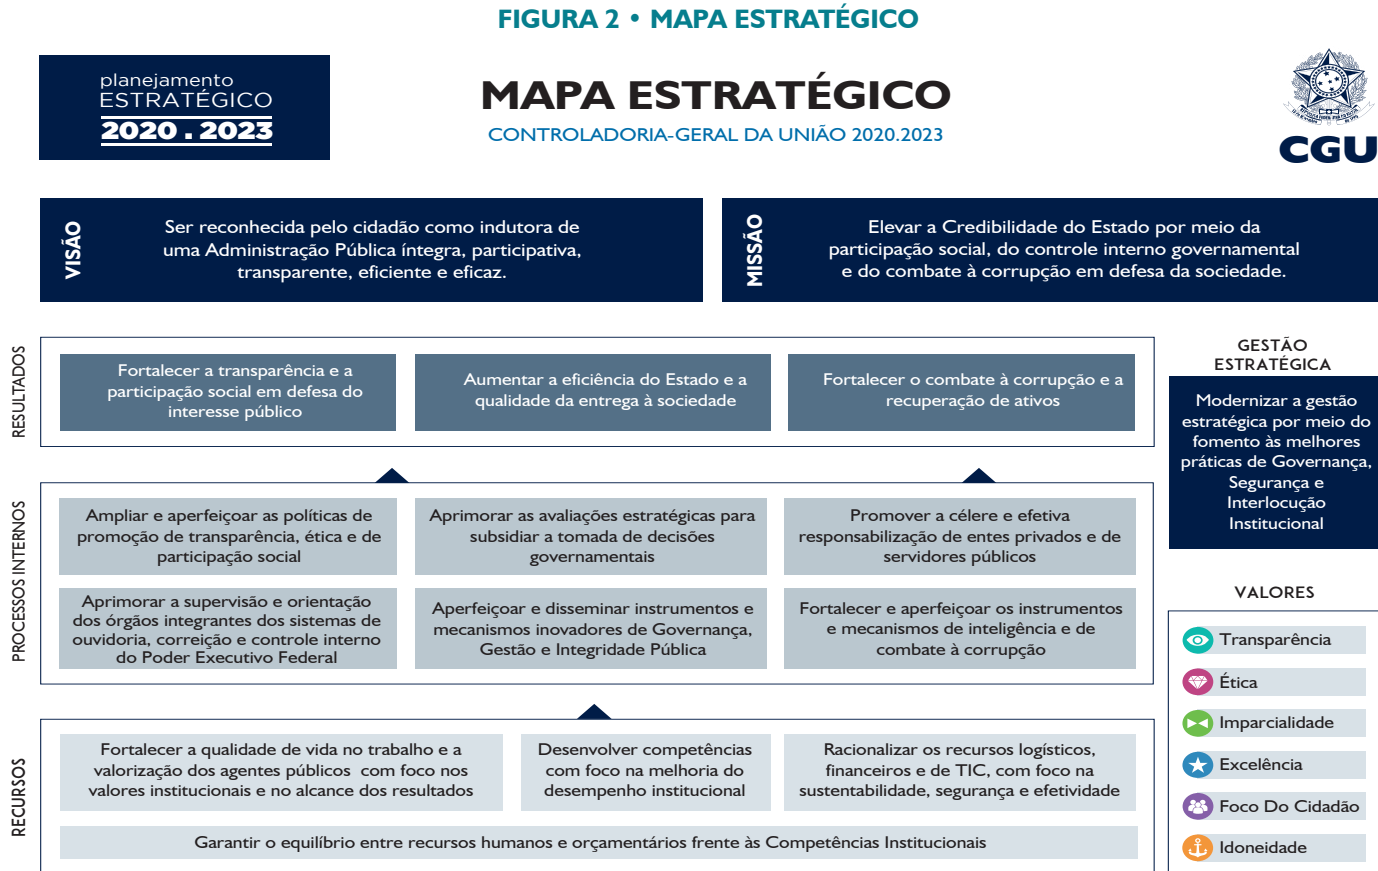 FIGURA 2 • MAPA ESTRATÉGICO
planejamento
ESTRATÉGICO
2020 . 2023
MAPA ESTRATÉGICO
CONTROLADORIA-GERAL DA UNIÃO 2020.2023
CGU
VISÃO
Ser reconhecida pelo cidadão como indutora de
uma Administração Pública íntegra, participativa,
transparente, eficiente e eficaz.
MISSÃO
Elevar a Credibilidade do Estado por meio da
participação social, do controle interno governamental
e do combate à corrupção em defesa da sociedade.
RESULTADOS
Fortalecer a transparência e a
participação social em defesa do
interesse público
Aumentar a eficiência do Estado e a
qualidade da entrega à sociedade
Fortalecer o combate à corrupção e a
recuperação de ativos
GESTÃO
ESTRATÉGICA
Modernizar a gestão
estratégica por meio do
fomento às melhores
práticas de Governança,
Segurança e
Interlocução
Institucional
PROCESSOS INTERNOS
Ampliar e aperfeiçoar as políticas de
promoção de transparência, ética e de
participação social
Aprimorar as avaliações estratégicas para
subsidiar a tomada de decisões
governamentais
Promover a célere e efetiva
responsabilização de entes privados e de
servidores públicos
Aprimorar a supervisão e orientação
dos órgãos integrantes dos sistemas de
ouvidoria, correição e controle interno
do Poder Executivo Federal
Aperfeiçoar e disseminar instrumentos e
mecanismos inovadores de Governança,
Gestão e Integridade Pública
Fortalecer e aperfeiçoar os instrumentos
e mecanismos de inteligência e de
combate à corrupção
VALORES
Transparência
Ética
Imparcialidade
Excelência
Foco Do Cidadão
Idoneidade
RECURSOS
Fortalecer a qualidade de vida no trabalho e a
valorização dos agentes públicos com foco nos
valores institucionais e no alcance dos resultados
Desenvolver competências
com foco na melhoria do
desempenho institucional
Racionalizar os recursos logísticos,
financeiros e de TIC, com foco na
sustentabilidade, segurança e efetividade
Garantir o equilíbrio entre recursos humanos e orçamentários frente às Competências Institucionais